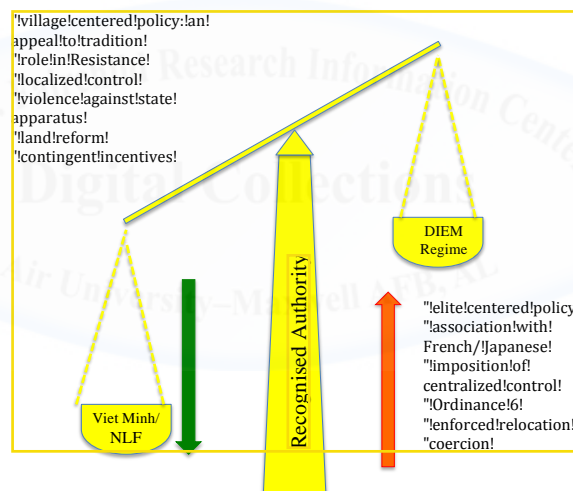 "!village!centered!policy:!an!
appeal!to!tradition!
"!role!in!Resistance!
"!localized!control!
"!violence!against!state!
apparatus!
"!land!reform!
"!contingent!incentives!
Research Information Center
Digital Collections
Air University–Maxwell AFB, AL
DIEM
Regime
Recognised Authority
"!elite!centered!policy
"!association!with!
French/!Japanese!
"!imposition!of!
centralized!control!
"!Ordinance!6!
"!enforced!relocation!
"coercion!
Viet Minh/
NLF